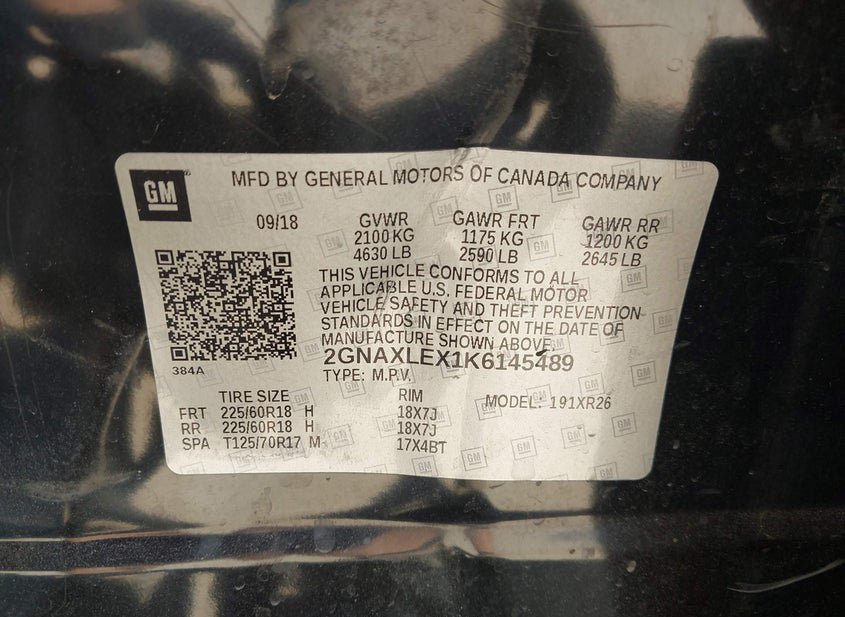 GM
MFD BY GENERAL MOTORS OF CANADA COMPANY
09/18 GVWR GAWR FRT GAWR RR
2100 KG 1175 KG 1200 KG
4630 LB 2590 LB 2645 LB
THIS VEHICLE CONFORMS TO ALL
APPLICABLE U.S. FEDERAL MOTOR
VEHICLE SAFETY AND THEFT PREVENTION
STANDARDS IN EFFECT ON THE DATE OF
MANUFACTURE SHOWN ABOVE.
2GNAXLEX1K6145489
384A
TYPE: M.P.V.
TIRE SIZE RIM MODEL: 191XR26
FRT 225/60R18 H 18X7J
RR 225/60R18 H 18X7J
SPA T125/70R17 M 17X4BT